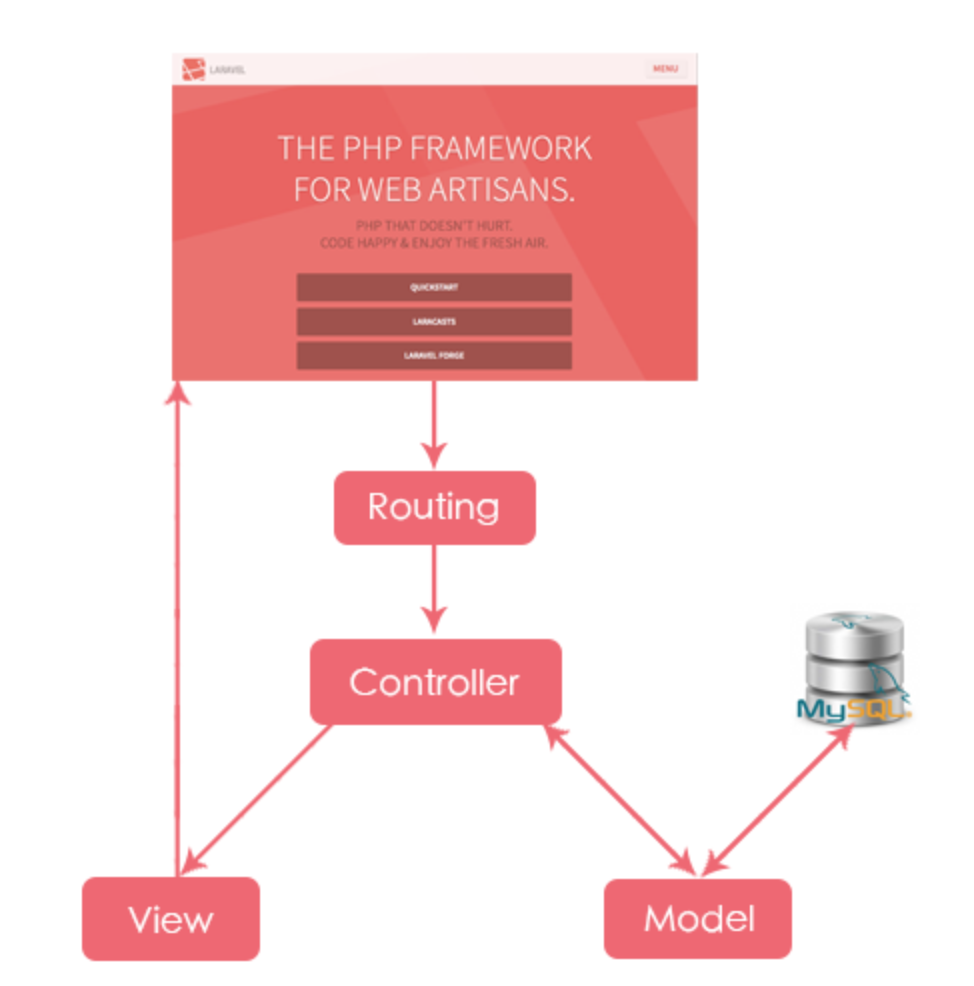 LARAVEL
MENU
THE PHP FRAMEWORK
FOR WEB ARTISANS.
PHP THAT DOESN'T HURT.
CODE HAPPY & ENJOY THE FRESH AIR.
QUICKSTART
LARACASTS
LARAVEL FORGE
Routing
Controller
MySQL
View
Model